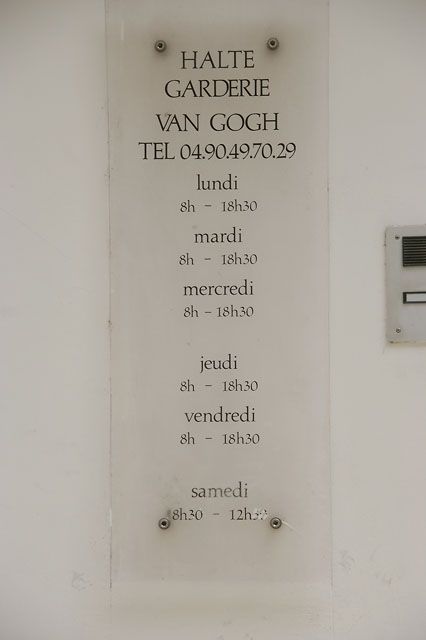 HALTE
GARDERIE
VAN GOGH
TEL 04.90.49.70.29
lundi
8h - 18h30
mardi
8h - 18h30
mercredi
8h - 18h30
jeudi
8h - 18h30
vendredi
8h - 18h30
samedi
8h30 - 12h30